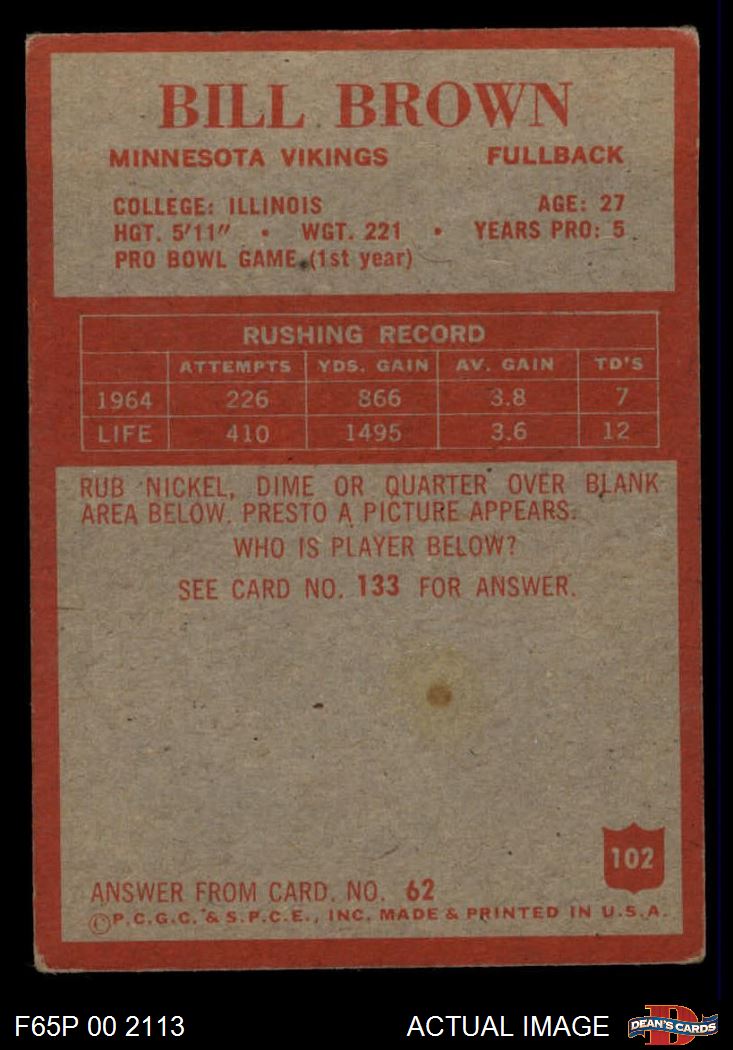 BILL BROWN
MINNESOTA VIKINGS FULLBACK
COLLEGE: ILLINOIS AGE: 27
HGT. 5'11" • WGT. 221 • YEARS PRO: 5
PRO BOWL GAME (1st year)
RUSHING RECORD
ATTEMPTS YDS. GAIN AV. GAIN TD'S
1964 226 866 3.8 7
LIFE 410 1495 3.6 12
RUB NICKEL, DIME OR QUARTER OVER BLANK
AREA BELOW. PRESTO A PICTURE APPEARS.
WHO IS PLAYER BELOW?
SEE CARD NO. 133 FOR ANSWER.
102
ANSWER FROM CARD. NO. 62
©P.C.G.C. & S.P.C.E., INC. MADE & PRINTED IN U.S.A.
F65P 00 2113 ACTUAL IMAGE D DEAN'S CARDS